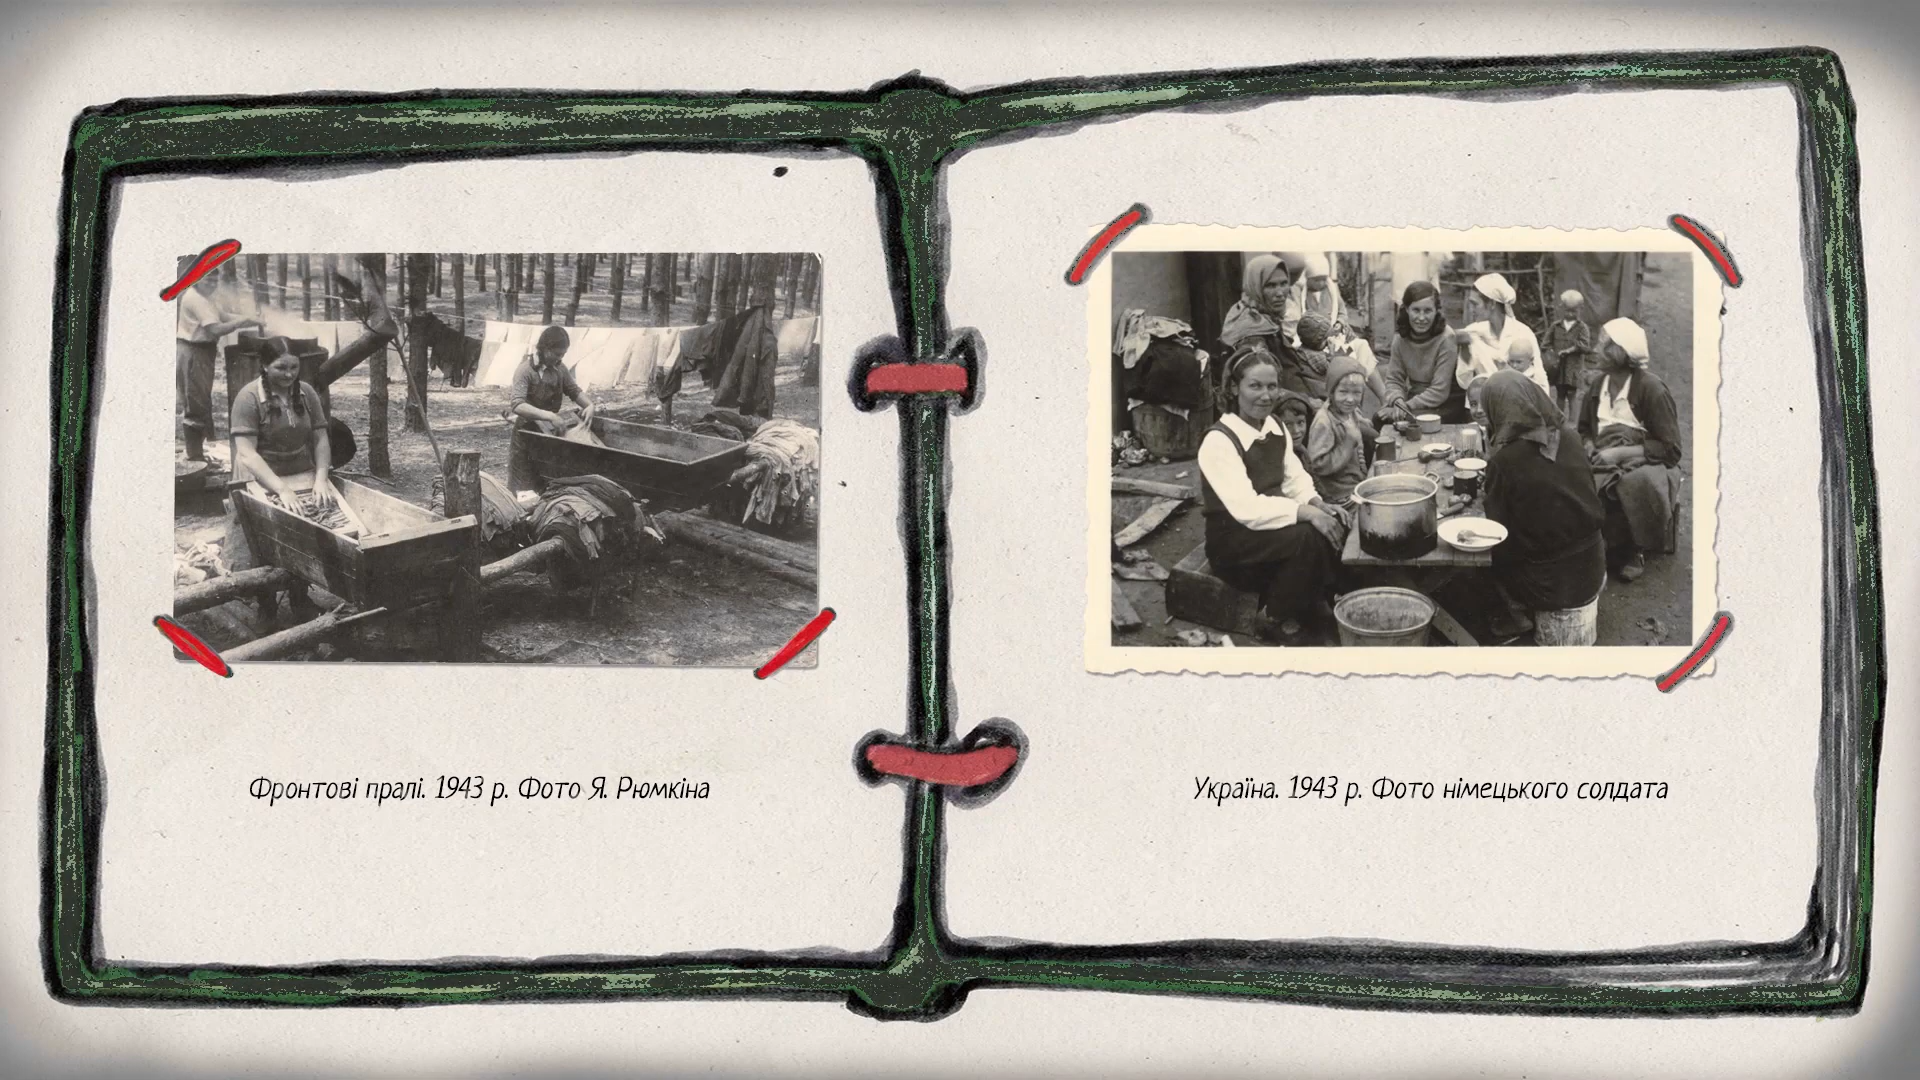 Фронтові пралі. 1943 р. Фото Я. Рюмкіна
Україна. 1943 р. Фото німецького солдата